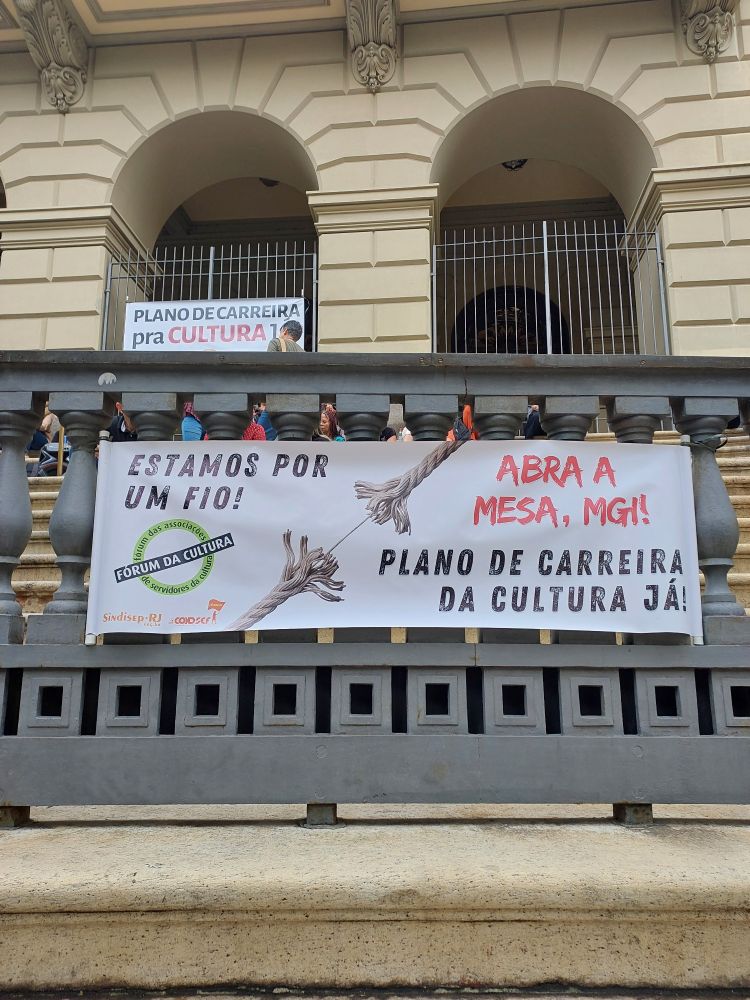 PLANO DE CARREIRA
pra CULTURA
ESTAMOS POR
UM FIO!
fórum das associações
FÓRUM DA CULTURA
de servidores da cultura
Sindisep-RJ
ABRA A
MESA, MGI!
PLANO DE CARREIRA
DA CULTURA JÁ!